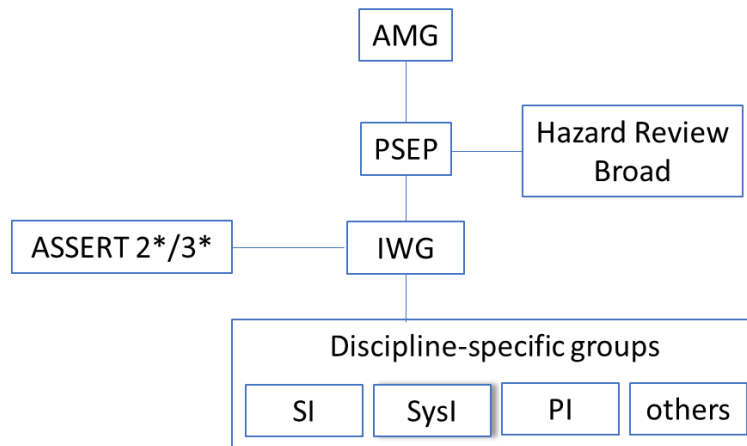 AMG
PSEP
Hazard Review
Broad
ASSERT 2*/3*
IWG
Discipline-specific groups
SI
SysI
PI
others